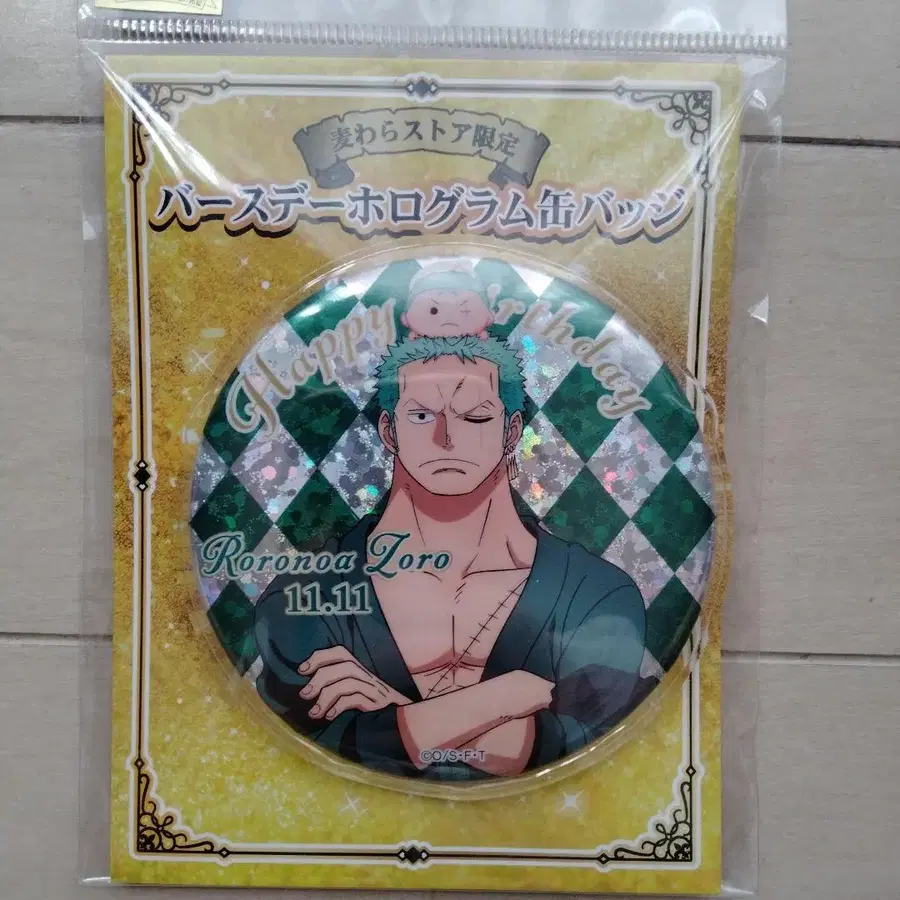 麦わらストア限定
バースデーホログラム缶バッジ
Happy Birthday
Roronoa Zoro
11.11
©O/S・F・T